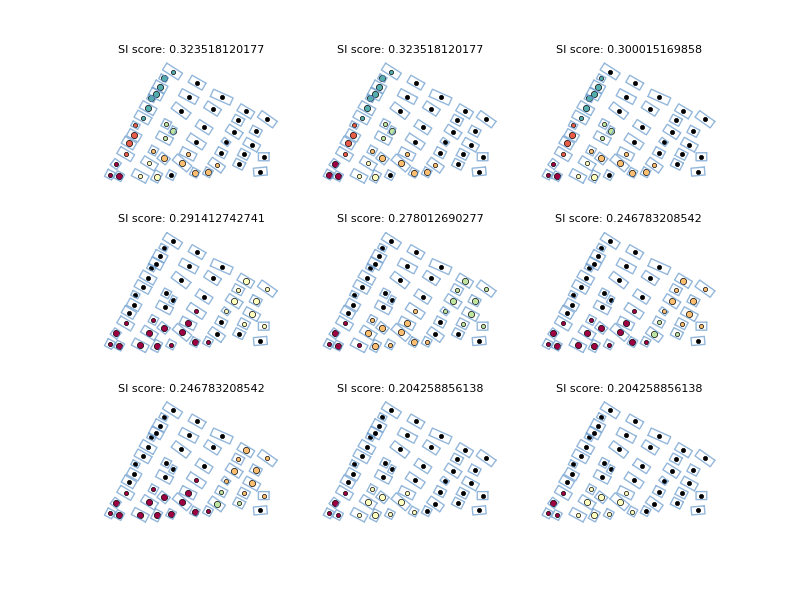 SI score: 0.323518120177
SI score: 0.323518120177
SI score: 0.300015169858
SI score: 0.291412742741
SI score: 0.278012690277
SI score: 0.246783208542
SI score: 0.246783208542
SI score: 0.204258856138
SI score: 0.204258856138